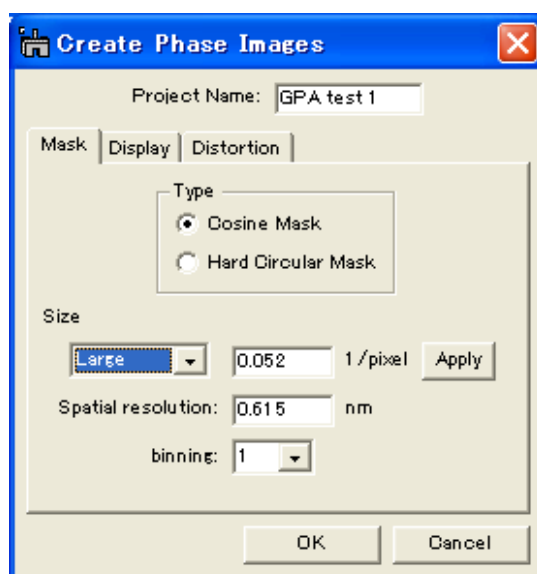 Create Phase Images
Project Name: GPA test 1
Mask Display Distortion
Type
Cosine Mask
Hard Circular Mask
Size
Large 0.052 1/pixel Apply
Spatial resolution: 0.615 nm
binning: 1
OK Cancel